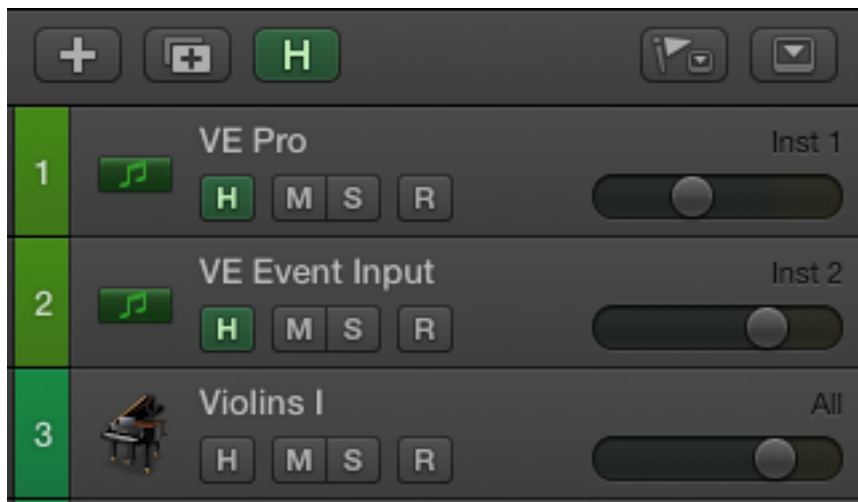 H
1 VE Pro Inst 1
H M S R
2 VE Event Input Inst 2
H M S R
3 Violins I All
H M S R